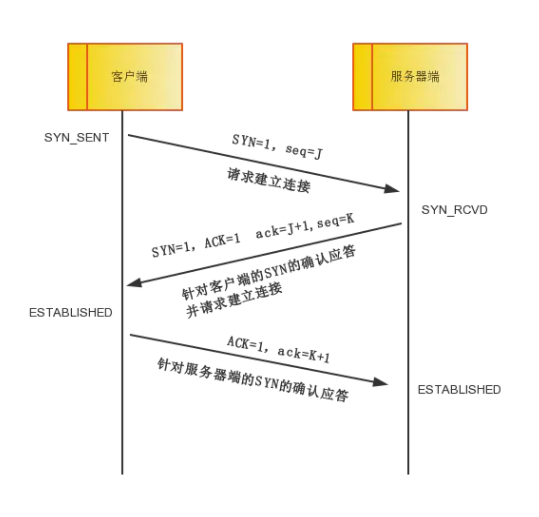 客户端
服务器端
SYN_SENT
SYN=1, seq=J
请求建立连接
SYN_RCVD
SYN=1, ACK=1 ack=J+1,seq=K
针对客户端的SYN的确认应答
并请求建立连接
ESTABLISHED
ACK=1, ack=K+1
针对服务器端的SYN的确认应答
ESTABLISHED